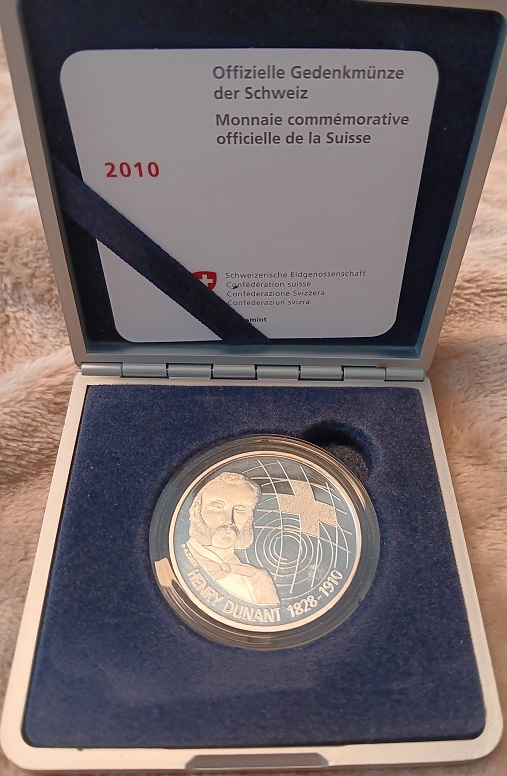 Offizielle Gedenkmünze
der Schweiz
Monnaie commémorative
officielle de la Suisse
2010
Schweizerische Eidgenossenschaft
Confédération suisse
Confederazione Svizzera
Confederaziun svizra
HENRY DUNANT 1828-1910